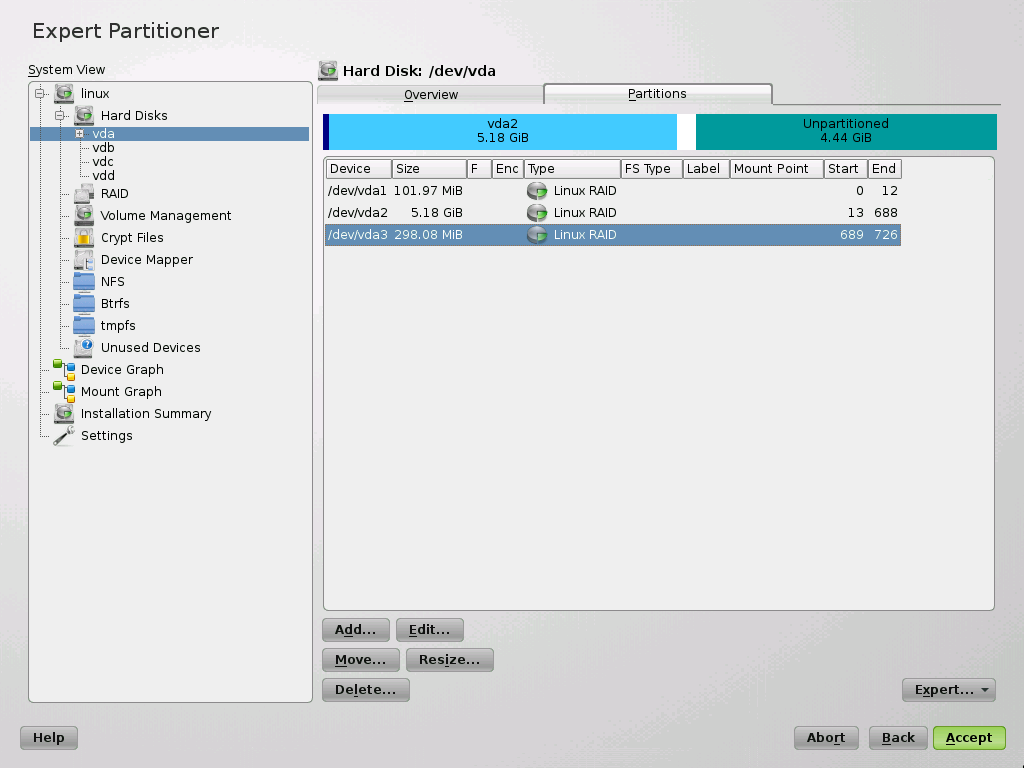 Expert Partitioner
System View
linux
Hard Disks
vda
vdb
vdc
vdd
RAID
Volume Management
Crypt Files
Device Mapper
NFS
Btrfs
tmpfs
Unused Devices
Device Graph
Mount Graph
Installation Summary
Settings
Hard Disk: /dev/vda
Overview Partitions
vda2 Unpartitioned
5.18 GiB 4.44 GiB
Device Size F Enc Type FS Type Label Mount Point Start End
/dev/vda1 101.97 MiB Linux RAID 0 12
/dev/vda2 5.18 GiB Linux RAID 13 688
/dev/vda3 298.08 MiB Linux RAID 689 726
Add... Edit...
Move... Resize...
Delete... Expert...
Help Abort Back Accept